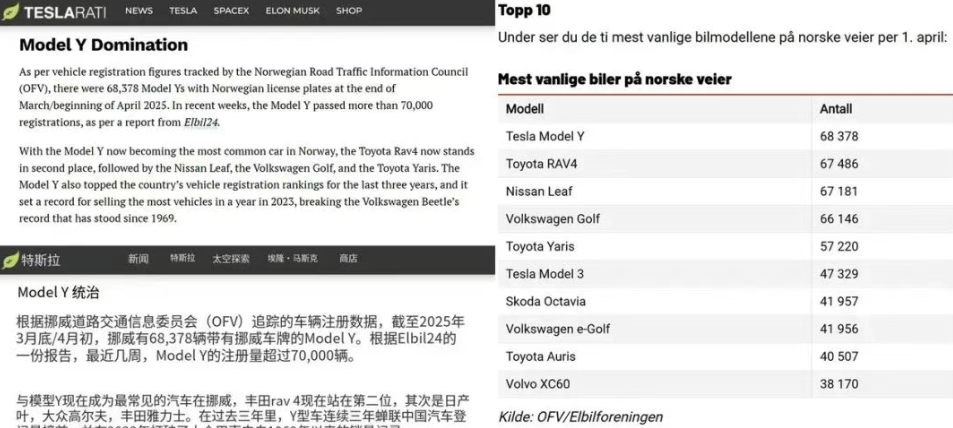 TESLARATI NEWS TESLA SPACEX ELON MUSK SHOP
Model Y Domination
As per vehicle registration figures tracked by the Norwegian Road Traffic Information Council
(OFV), there were 68,378 Model Ys with Norwegian license plates at the end of
March/beginning of April 2025. In recent weeks, the Model Y passed more than 70,000
registrations, as per a report from Elbil24.
With the Model Y now becoming the most common car in Norway, the Toyota Rav4 now stands
in second place, followed by the Nissan Leaf, the Volkswagen Golf, and the Toyota Yaris. The
Model Y also topped the country's vehicle registration rankings for the last three years, and it
set a record for selling the most vehicles in a year in 2023, breaking the Volkswagen Beetle's
record that has stood since 1969.
特斯拉 新闻 特斯拉 太空探索 埃隆·马斯克 商店
Model Y 统治
根据挪威道路交通信息委员会（OFV）追踪的车辆注册数据，截至2025年
3月底/4月初，挪威有68,378辆带有挪威车牌的Model Y。根据Elbil24的
一份报告，最近几周，Model Y的注册量超过70,000辆。
与模型Y现在成为最常见的汽车在挪威，丰田rav 4现在站在第二位，其次是日产
叶，大众高尔夫，丰田雅力士。在过去三年里，Y型车连续三年蝉联中国汽车登
Topp 10
Under ser du de ti mest vanlige bilmodellene på norske veier per 1. april:
Mest vanlige biler på norske veier
Modell Antall
Tesla Model Y 68 378
Toyota RAV4 67 486
Nissan Leaf 67 181
Volkswagen Golf 66 146
Toyota Yaris 57 220
Tesla Model 3 47 329
Skoda Octavia 41 957
Volkswagen e-Golf 41 956
Toyota Auris 40 507
Volvo XC60 38 170
Kilde: OFV/Elbilforeningen